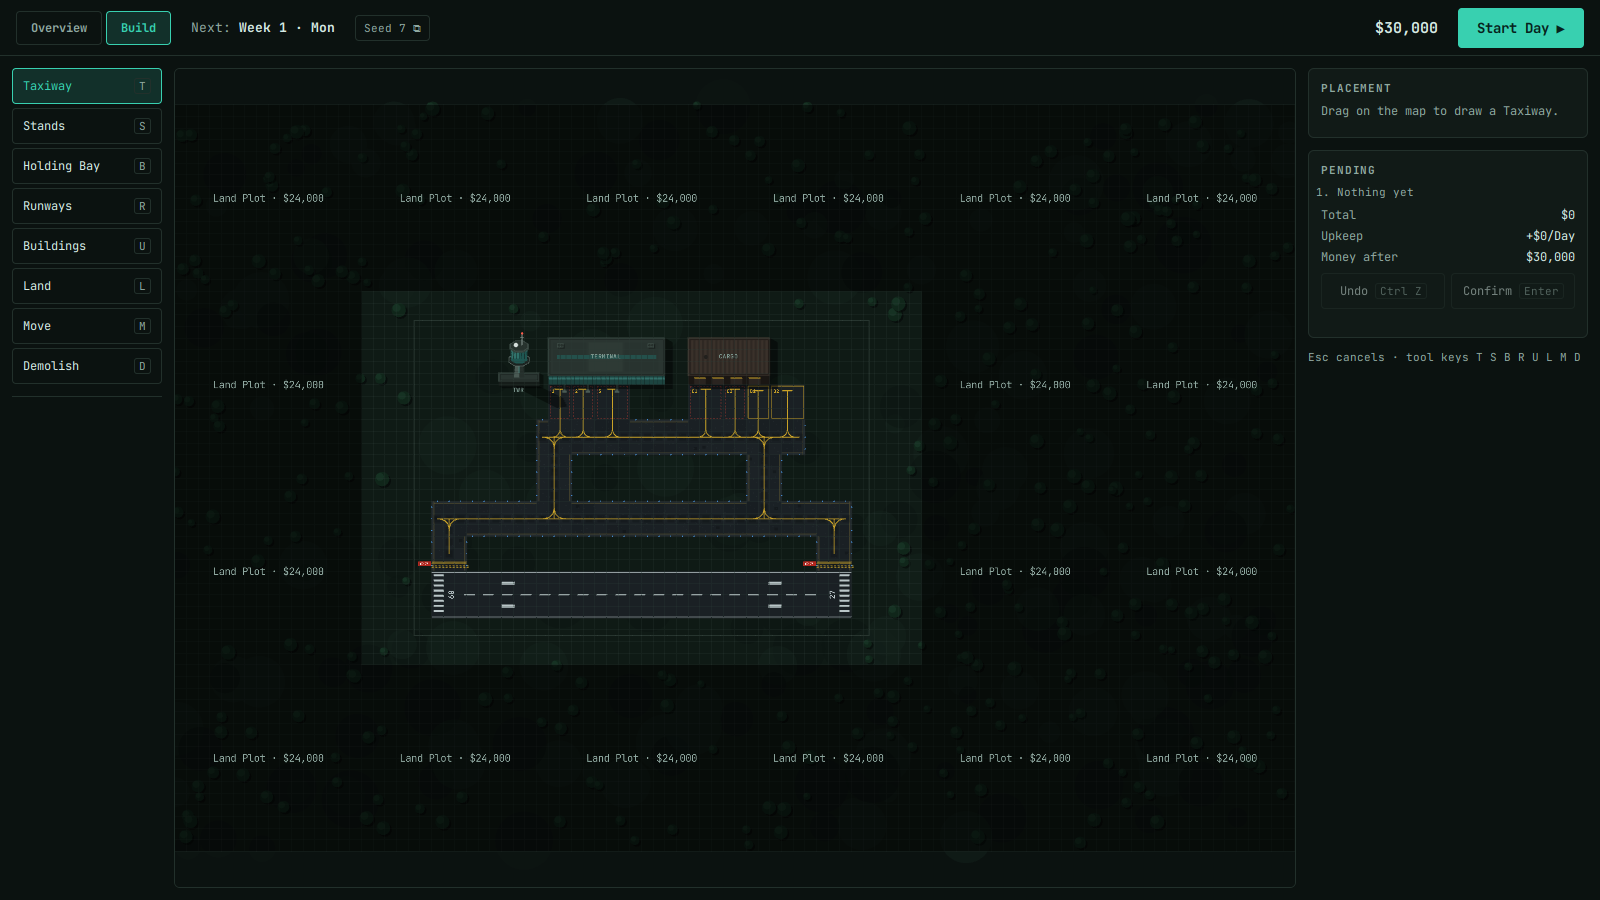 Overview Build Next: Week 1 · Mon Seed 7 $30,000 Start Day ▶
Taxiway T
Stands S
Holding Bay B
Runways R
Buildings U
Land L
Move M
Demolish D
Land Plot · $24,000 Land Plot · $24,000 Land Plot · $24,000 Land Plot · $24,000 Land Plot · $24,000 Land Plot · $24,000
TERMINAL CARGO
TWR
Land Plot · $24,000 Land Plot · $24,000 Land Plot · $24,000
Land Plot · $24,000 Land Plot · $24,000 Land Plot · $24,000
09 27
Land Plot · $24,000 Land Plot · $24,000 Land Plot · $24,000 Land Plot · $24,000 Land Plot · $24,000 Land Plot · $24,000
PLACEMENT
Drag on the map to draw a Taxiway.
PENDING
1. Nothing yet
Total $0
Upkeep +$0/Day
Money after $30,000
Undo Ctrl Z Confirm Enter
Esc cancels · tool keys T S B R U L M D